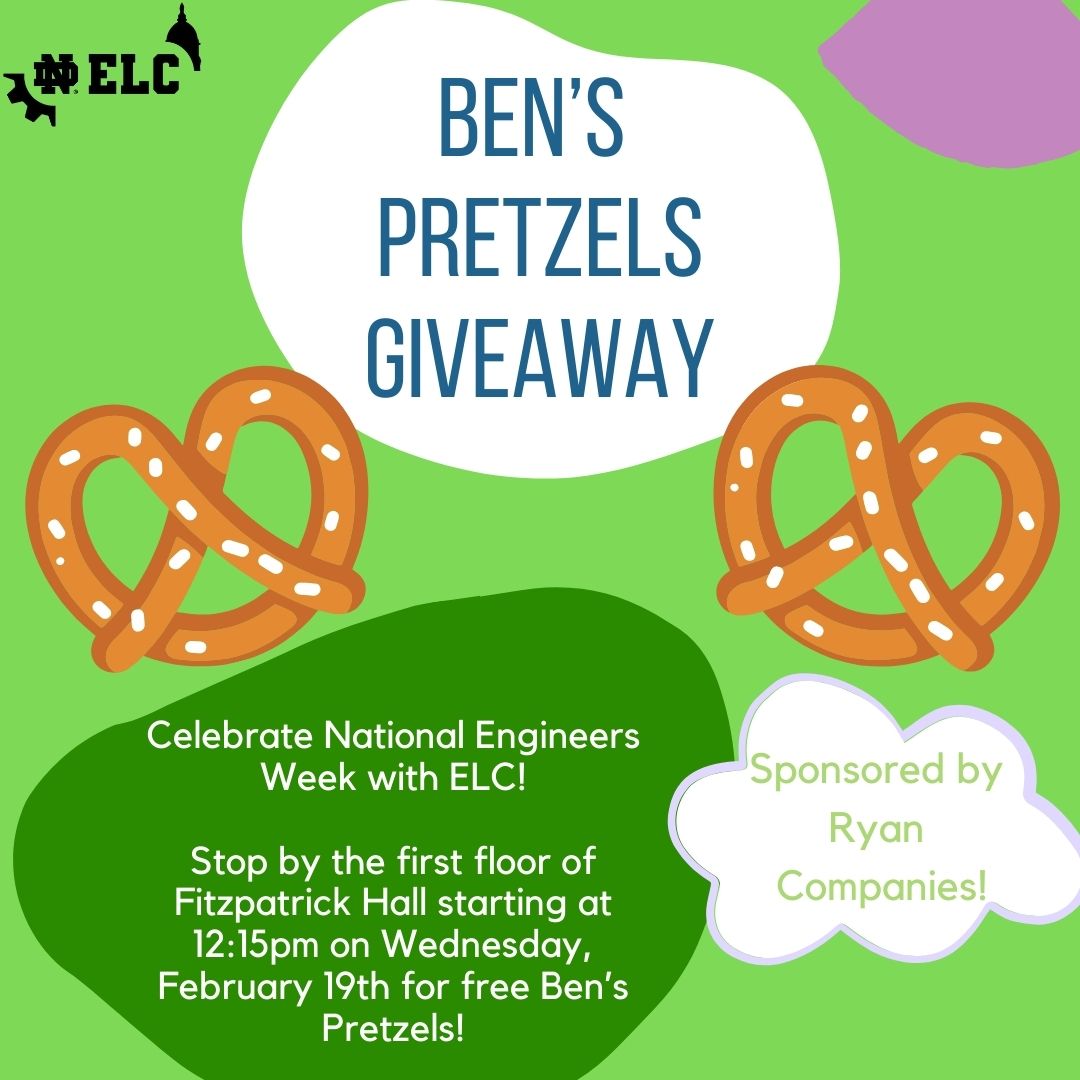 ND ELC
BEN'S
PRETZELS
GIVEAWAY
Celebrate National Engineers
Week with ELC!
Stop by the first floor of
Fitzpatrick Hall starting at
12:15pm on Wednesday,
February 19th for free Ben's
Pretzels!
Sponsored by
Ryan
Companies!